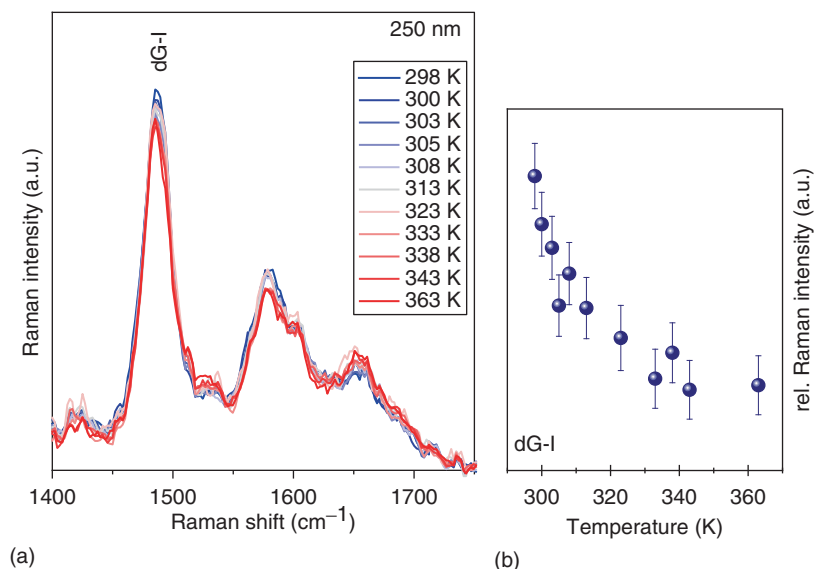 250 nm
dG-I
298 K
300 K
303 K
305 K
308 K
313 K
323 K
333 K
338 K
343 K
363 K
Raman intensity (a.u.)
1400 1500 1600 1700
Raman shift (cm−1)
(a)
rel. Raman intensity (a.u.)
dG-I
300 320 340 360
Temperature (K)
(b)